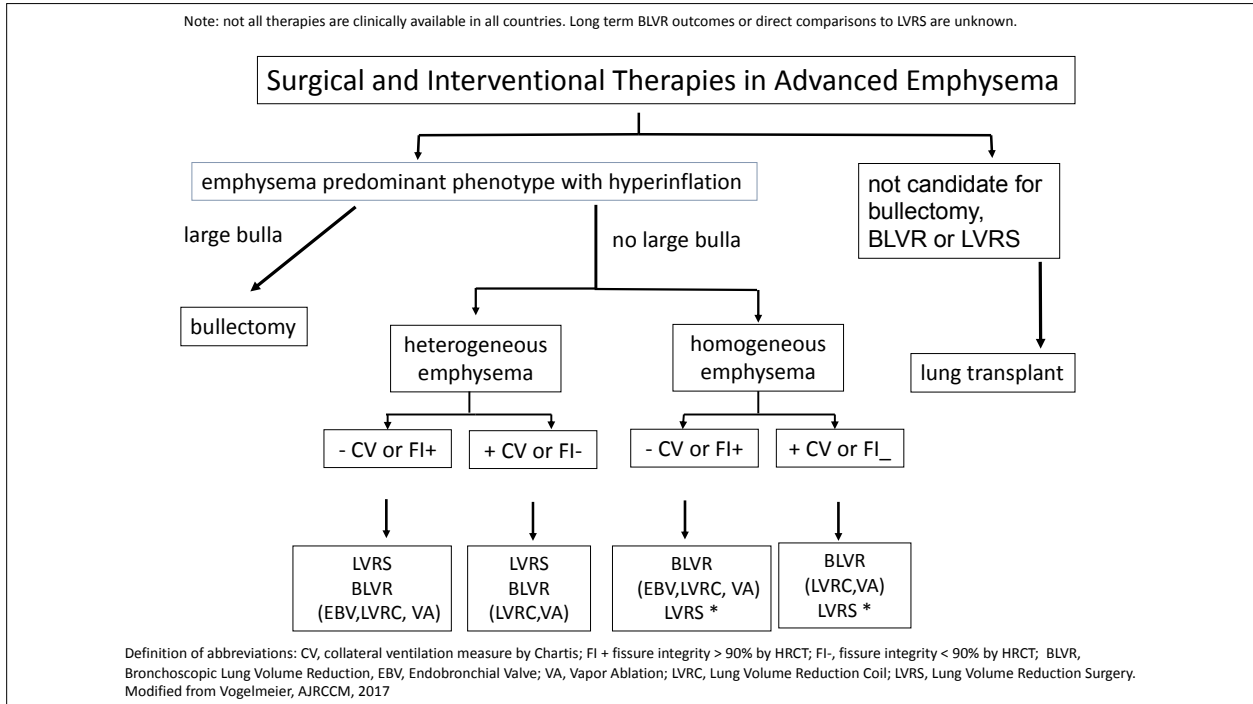 Note: not all therapies are clinically available in all countries. Long term BLVR outcomes or direct comparisons to LVRS are unknown.
Surgical and Interventional Therapies in Advanced Emphysema
emphysema predominant phenotype with hyperinflation
not candidate for
bullectomy,
BLVR or LVRS
large bulla
no large bulla
bullectomy
heterogeneous
emphysema
homogeneous
emphysema
lung transplant
- CV or FI+
+ CV or FI-
- CV or FI+
+ CV or FI_
LVRS
BLVR
(EBV,LVRC, VA)
LVRS
BLVR
(LVRC,VA)
BLVR
(EBV,LVRC, VA)
LVRS *
BLVR
(LVRC,VA)
LVRS *
Definition of abbreviations: CV, collateral ventilation measure by Chartis; FI + fissure integrity > 90% by HRCT; FI-, fissure integrity < 90% by HRCT; BLVR,
Bronchoscopic Lung Volume Reduction, EBV, Endobronchial Valve; VA, Vapor Ablation; LVRC, Lung Volume Reduction Coil; LVRS, Lung Volume Reduction Surgery.
Modified from Vogelmeier, AJRCCM, 2017